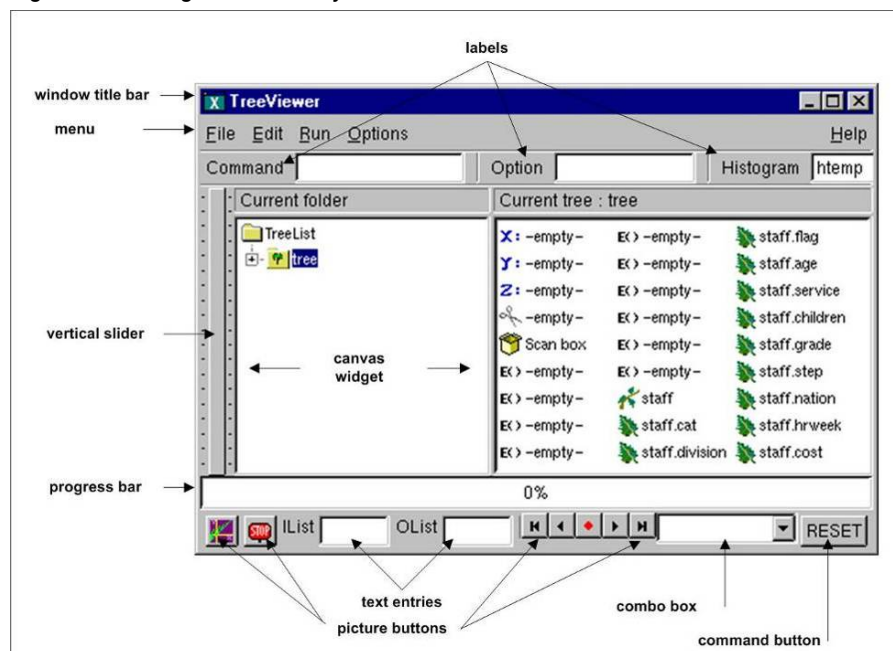 labels
window title bar
TreeViewer
menu
File Edit Run Options Help
Command Option Histogram htemp
Current folder
Current tree : tree
TreeList
tree
X: -empty- E() -empty- staff.flag
Y: -empty- E() -empty- staff.age
Z: -empty- E() -empty- staff.service
-empty- E() -empty- staff.children
Scan box E() -empty- staff.grade
E() -empty- E() -empty- staff.step
E() -empty- staff staff.nation
E() -empty- staff.cat staff.hrweek
E() -empty- staff.division staff.cost
vertical slider
canvas
widget
progress bar
0%
STOP IList OList RESET
text entries
picture buttons
combo box
command button